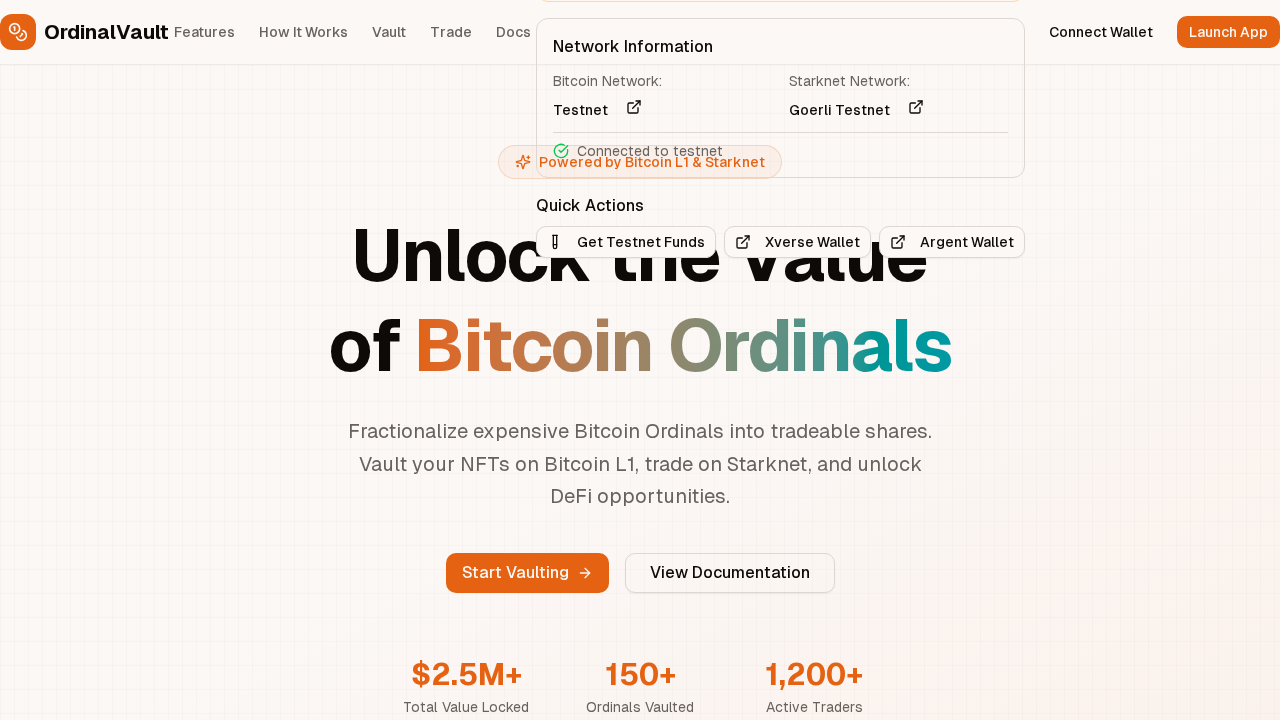 OrdinalVault
Features
How It Works
Vault
Trade
Docs
Network Information
Bitcoin Network:
Testnet
Starknet Network:
Goerli Testnet
Connected to testnet
Quick Actions
Get Testnet Funds
Xverse Wallet
Argent Wallet
Connect Wallet
Launch App
Powered by Bitcoin L1 & Starknet
Unlock the Value
of Bitcoin Ordinals
Fractionalize expensive Bitcoin Ordinals into tradeable shares.
Vault your NFTs on Bitcoin L1, trade on Starknet, and unlock
DeFi opportunities.
Start Vaulting
View Documentation
$2.5M+
Total Value Locked
150+
Ordinals Vaulted
1,200+
Active Traders